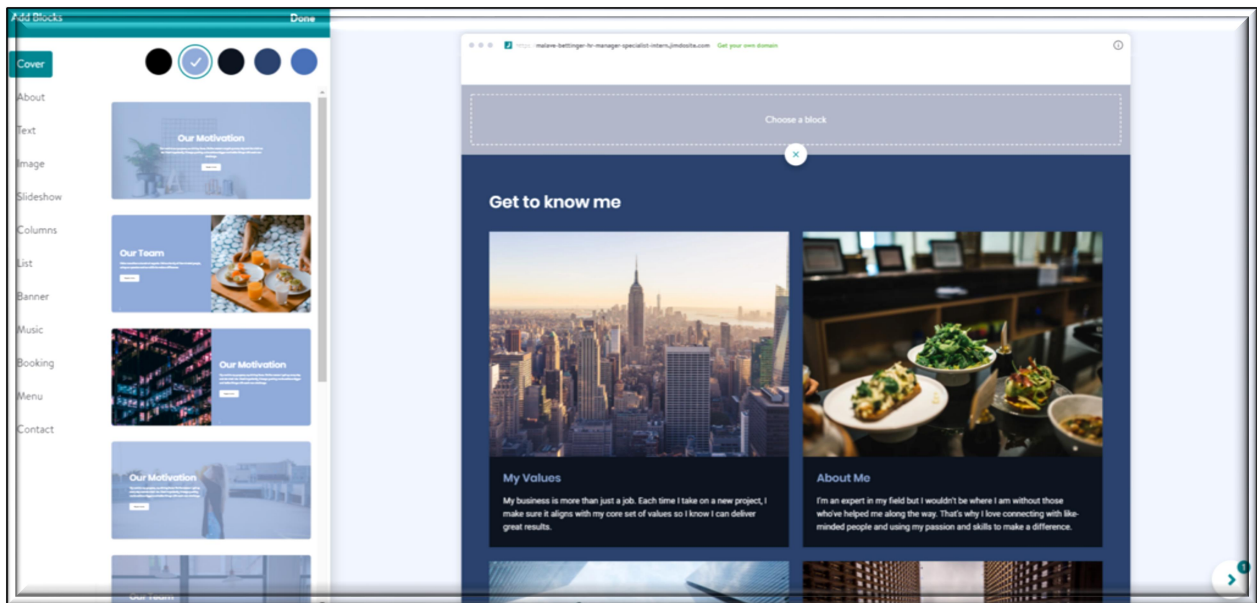 Add Blocks
Done
Cover
About
Text
Image
Slideshow
Columns
List
Banner
Music
Booking
Menu
Contact
Our Motivation
Our Team
Our Motivation
Our Motivation
Our Team
https: malave-bettinger-hr-manager-specialist-intern.jimdosite.com Get your own domain
Choose a block
Get to know me
My Values
My business is more than just a job. Each time I take on a new project, I
make sure it aligns with my core set of values so I know I can deliver
great results.
About Me
I'm an expert in my field but I wouldn't be where I am without those
who've helped me along the way. That's why I love connecting with like-
minded people and using my passion and skills to make a difference.
1